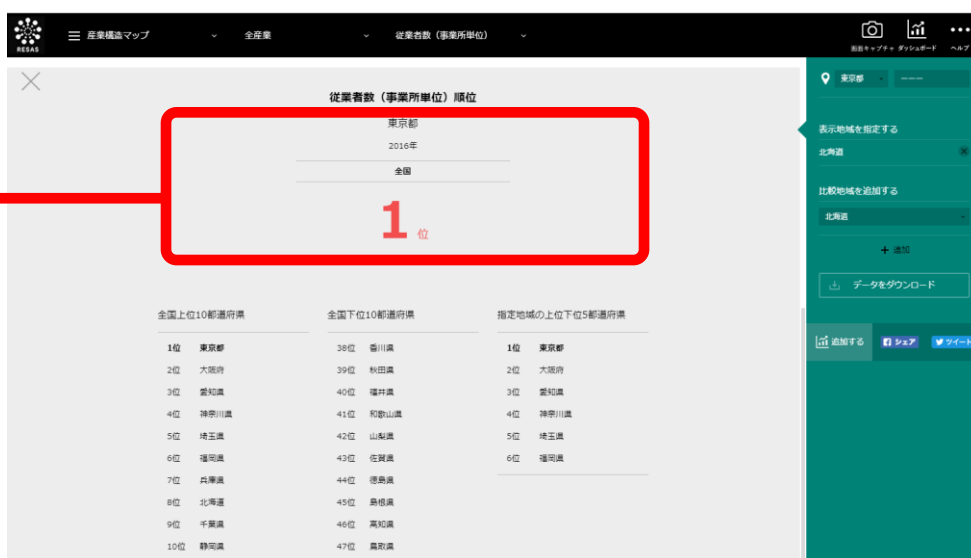 RESAS
産業構造マップ
全産業
従業者数（事業所単位）
画面キャプチャ
ダッシュボード
ヘルプ
従業者数（事業所単位）順位
東京都
2016年
全国
1 位
全国上位10都道府県
1位 東京都
2位 大阪府
3位 愛知県
4位 神奈川県
5位 埼玉県
6位 福岡県
7位 兵庫県
8位 北海道
9位 千葉県
10位 静岡県
全国下位10都道府県
38位 香川県
39位 秋田県
40位 福井県
41位 和歌山県
42位 山梨県
43位 佐賀県
44位 徳島県
45位 島根県
46位 高知県
47位 鳥取県
指定地域の上位下位5都道府県
1位 東京都
2位 大阪府
3位 愛知県
4位 神奈川県
5位 埼玉県
6位 福岡県
東京都
---
表示地域を指定する
北海道
比較地域を追加する
北海道
+ 追加
データをダウンロード
追加する
シェア
ツイート